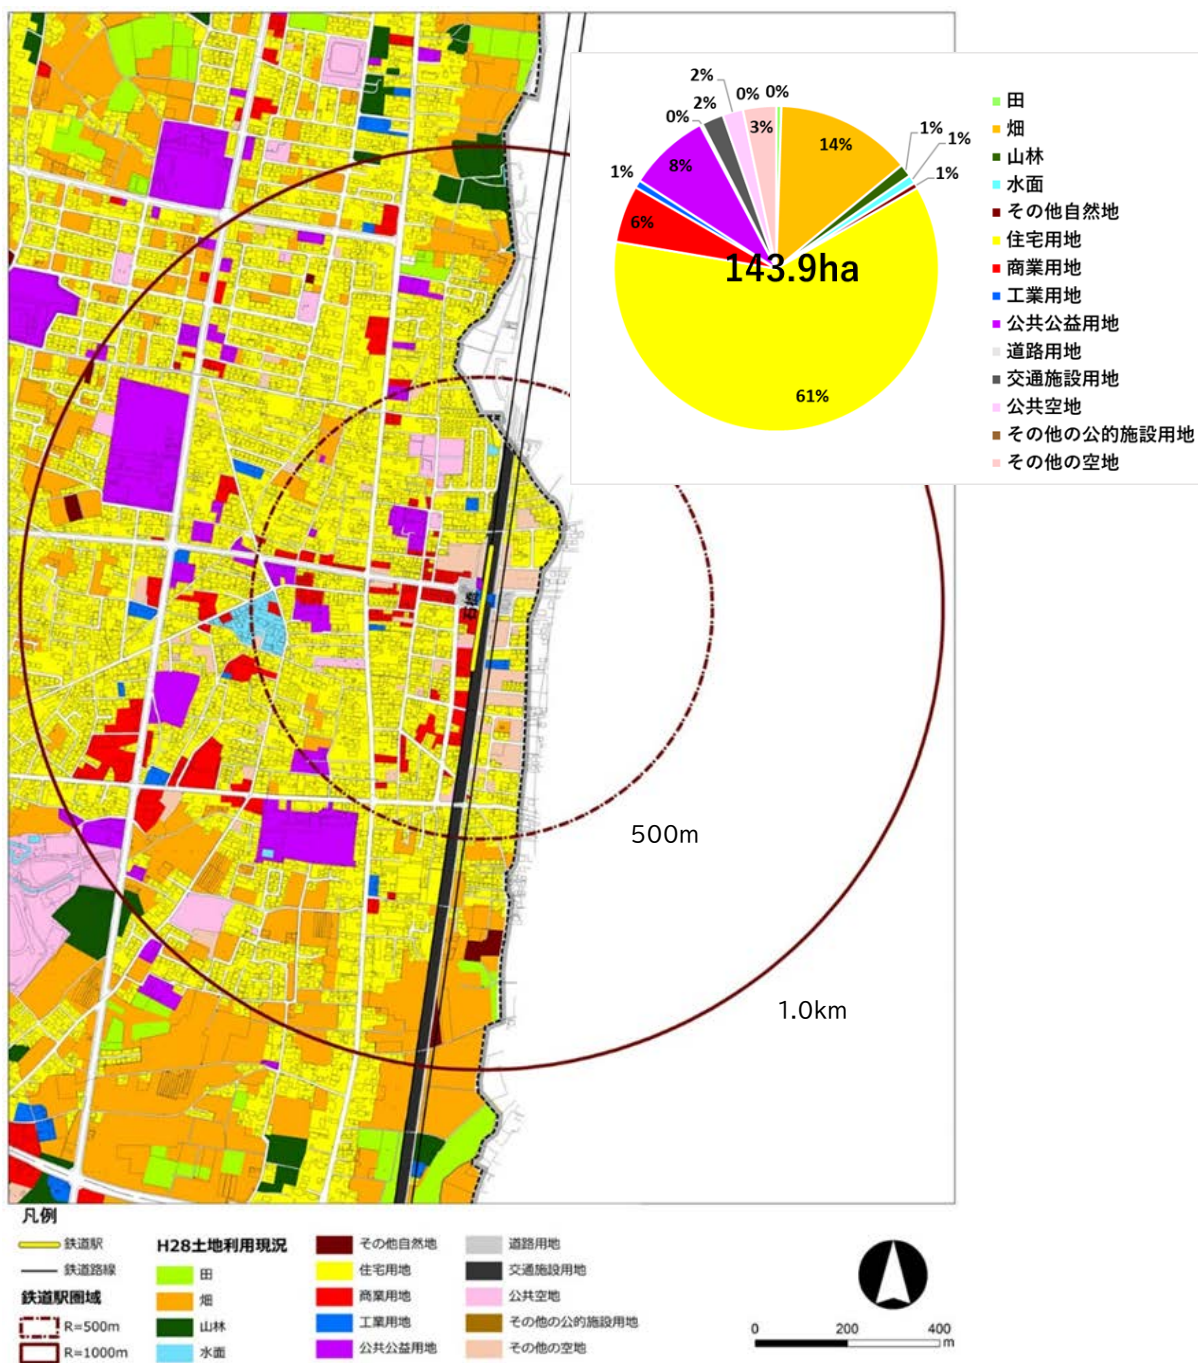 2%
0%
0%
2%
0%
3%
14%
1%
1%
1%
8%
1%
6%
143.9ha
61%
田
畑
山林
水面
その他自然地
住宅用地
商業用地
工業用地
公共公益用地
道路用地
交通施設用地
公共空地
その他の公的施設用地
その他の空地
石橋
500m
1.0km
凡例
鉄道駅
鉄道路線
鉄道駅圏域
R=500m
R=1000m
H28土地利用現況
田
畑
山林
水面
その他自然地
住宅用地
商業用地
工業用地
公共公益用地
道路用地
交通施設用地
公共空地
その他の公的施設用地
その他の空地
0 200 400
m